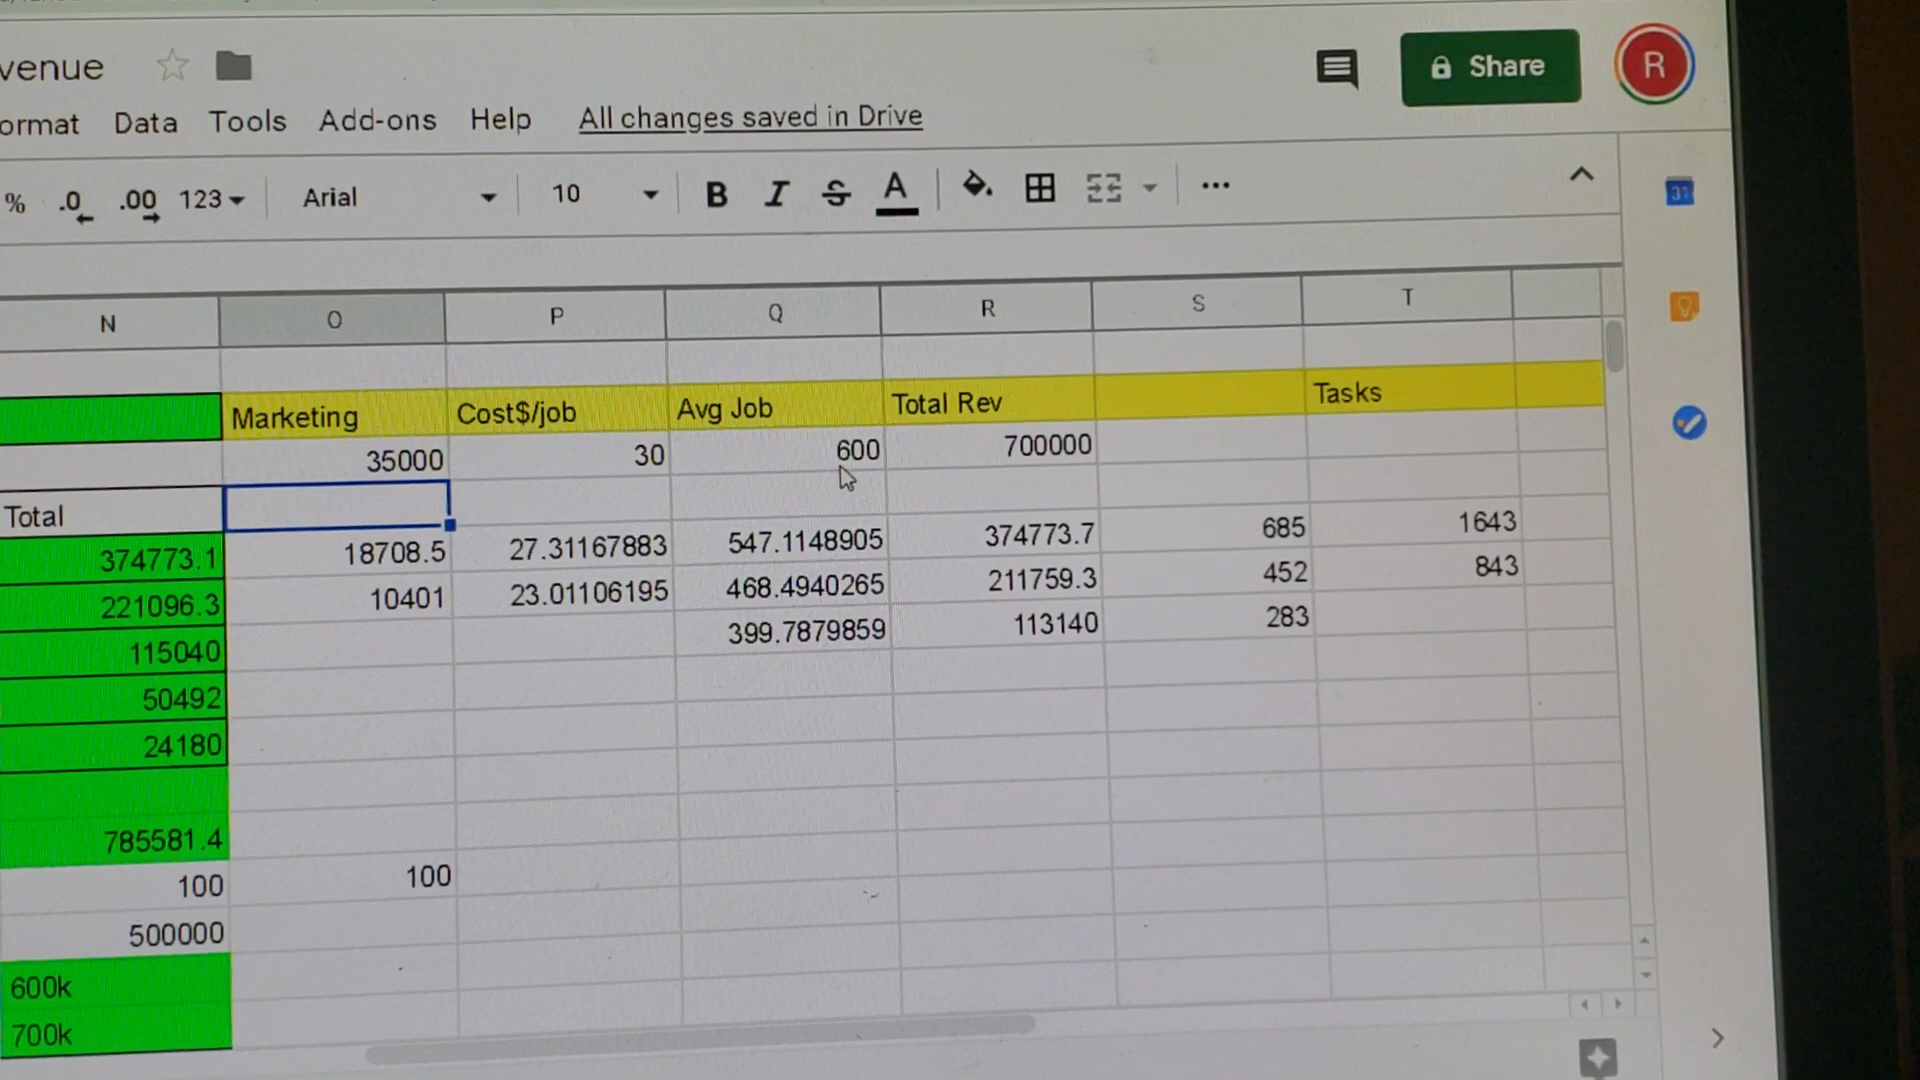 venue
Share
R
ormat Data Tools Add-ons Help All changes saved in Drive
% .0 .00 123 Arial 10 B I S A ...
31
N O P Q R S T
Marketing Cost$/job Avg Job Total Rev Tasks
35000 30 600 700000
Total
374773.1 18708.5 27.31167883 547.1148905 374773.7 685 1643
221096.3 10401 23.01106195 468.4940265 211759.3 452 843
115040 399.7879859 113140 283
50492
24180
785581.4
100 100
500000
600k
700k